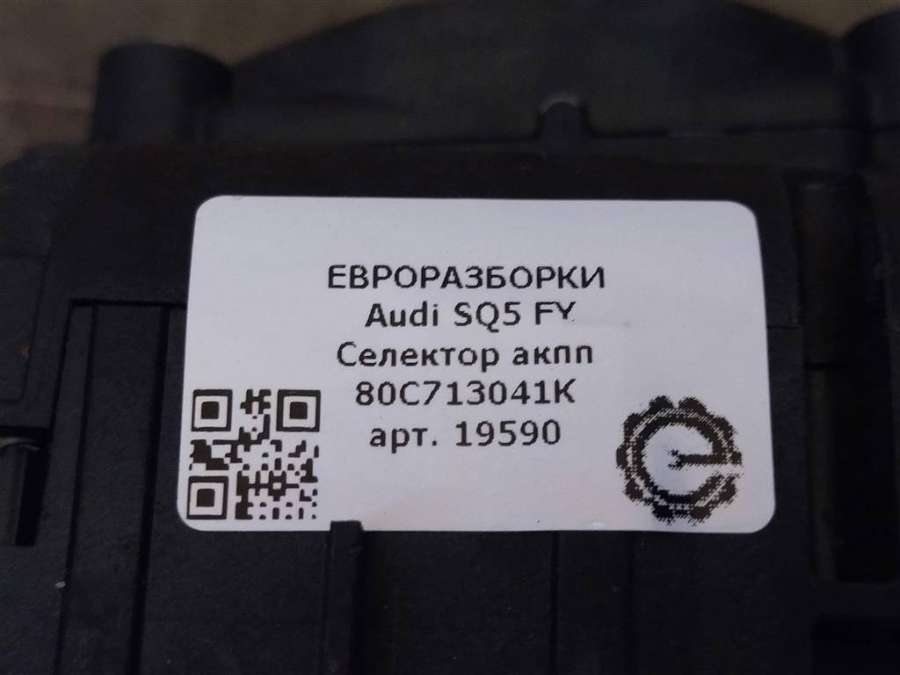 ЕВРОРАЗБОРКИ
Audi SQ5 FY
Селектор акпп
80C713041K
арт. 19590